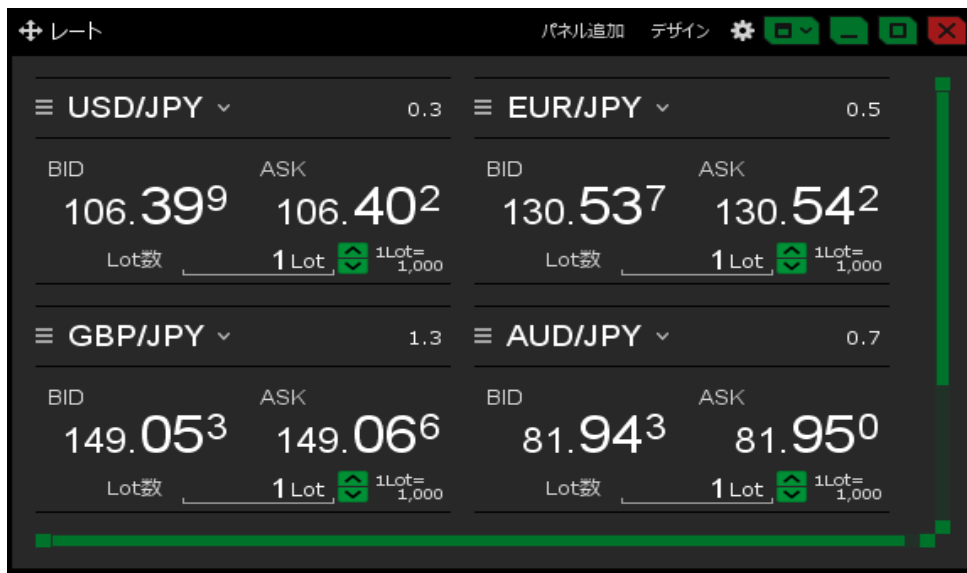 レート パネル追加 デザイン
USD/JPY 0.3 EUR/JPY 0.5
BID ASK BID ASK
106.399 106.402 130.537 130.542
Lot数 1 Lot 1Lot= 1,000 Lot数 1 Lot 1Lot= 1,000
GBP/JPY 1.3 AUD/JPY 0.7
BID ASK BID ASK
149.053 149.066 81.943 81.950
Lot数 1 Lot 1Lot= 1,000 Lot数 1 Lot 1Lot= 1,000